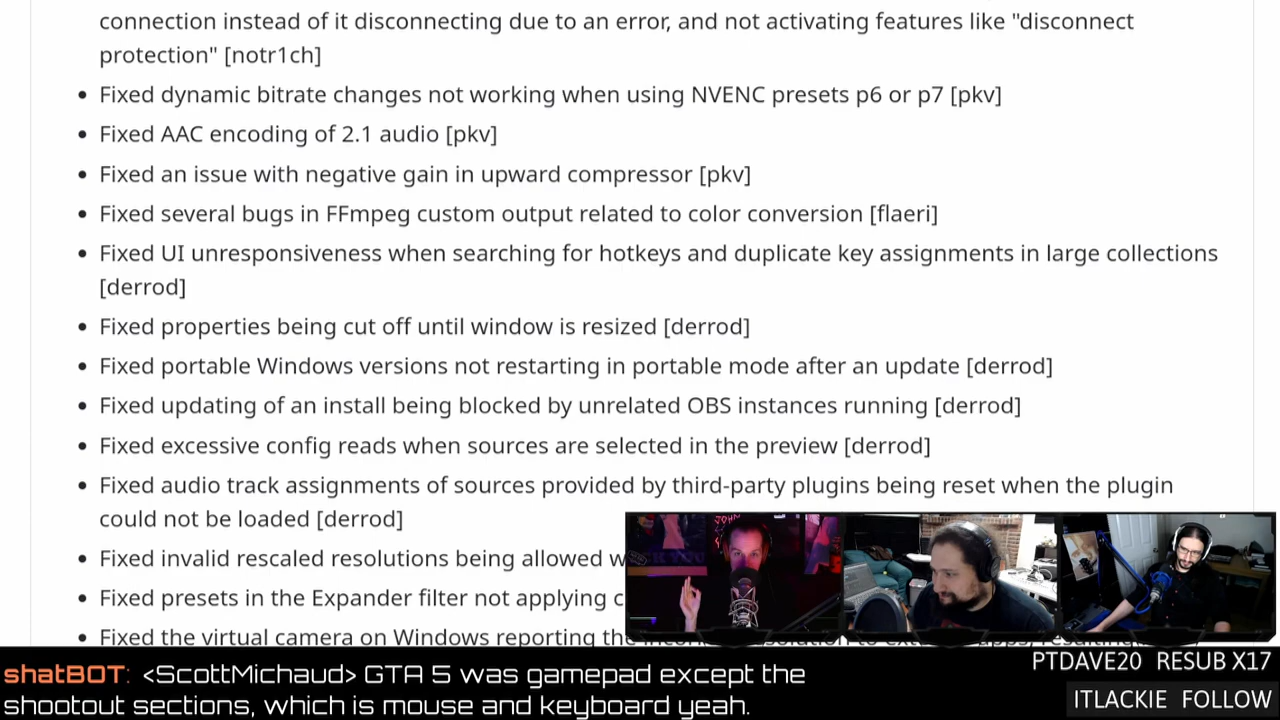 connection instead of it disconnecting due to an error, and not activating features like "disconnect
protection" [notr1ch]
• Fixed dynamic bitrate changes not working when using NVENC presets p6 or p7 [pkv]
• Fixed AAC encoding of 2.1 audio [pkv]
• Fixed an issue with negative gain in upward compressor [pkv]
• Fixed several bugs in FFmpeg custom output related to color conversion [flaeri]
• Fixed UI unresponsiveness when searching for hotkeys and duplicate key assignments in large collections
[derrod]
• Fixed properties being cut off until window is resized [derrod]
• Fixed portable Windows versions not restarting in portable mode after an update [derrod]
• Fixed updating of an install being blocked by unrelated OBS instances running [derrod]
• Fixed excessive config reads when sources are selected in the preview [derrod]
• Fixed audio track assignments of sources provided by third-party plugins being reset when the plugin
could not be loaded [derrod]
• Fixed invalid rescaled resolutions being allowed
• Fixed presets in the Expander filter not applying
• Fixed the virtual camera on Windows reporting
JOHN
shatBOT: <ScottMichaud> GTA 5 was gamepad except the
shootout sections, which is mouse and keyboard yeah.
PTDAVE20 RESUB X17
ITLACKIE FOLLOW